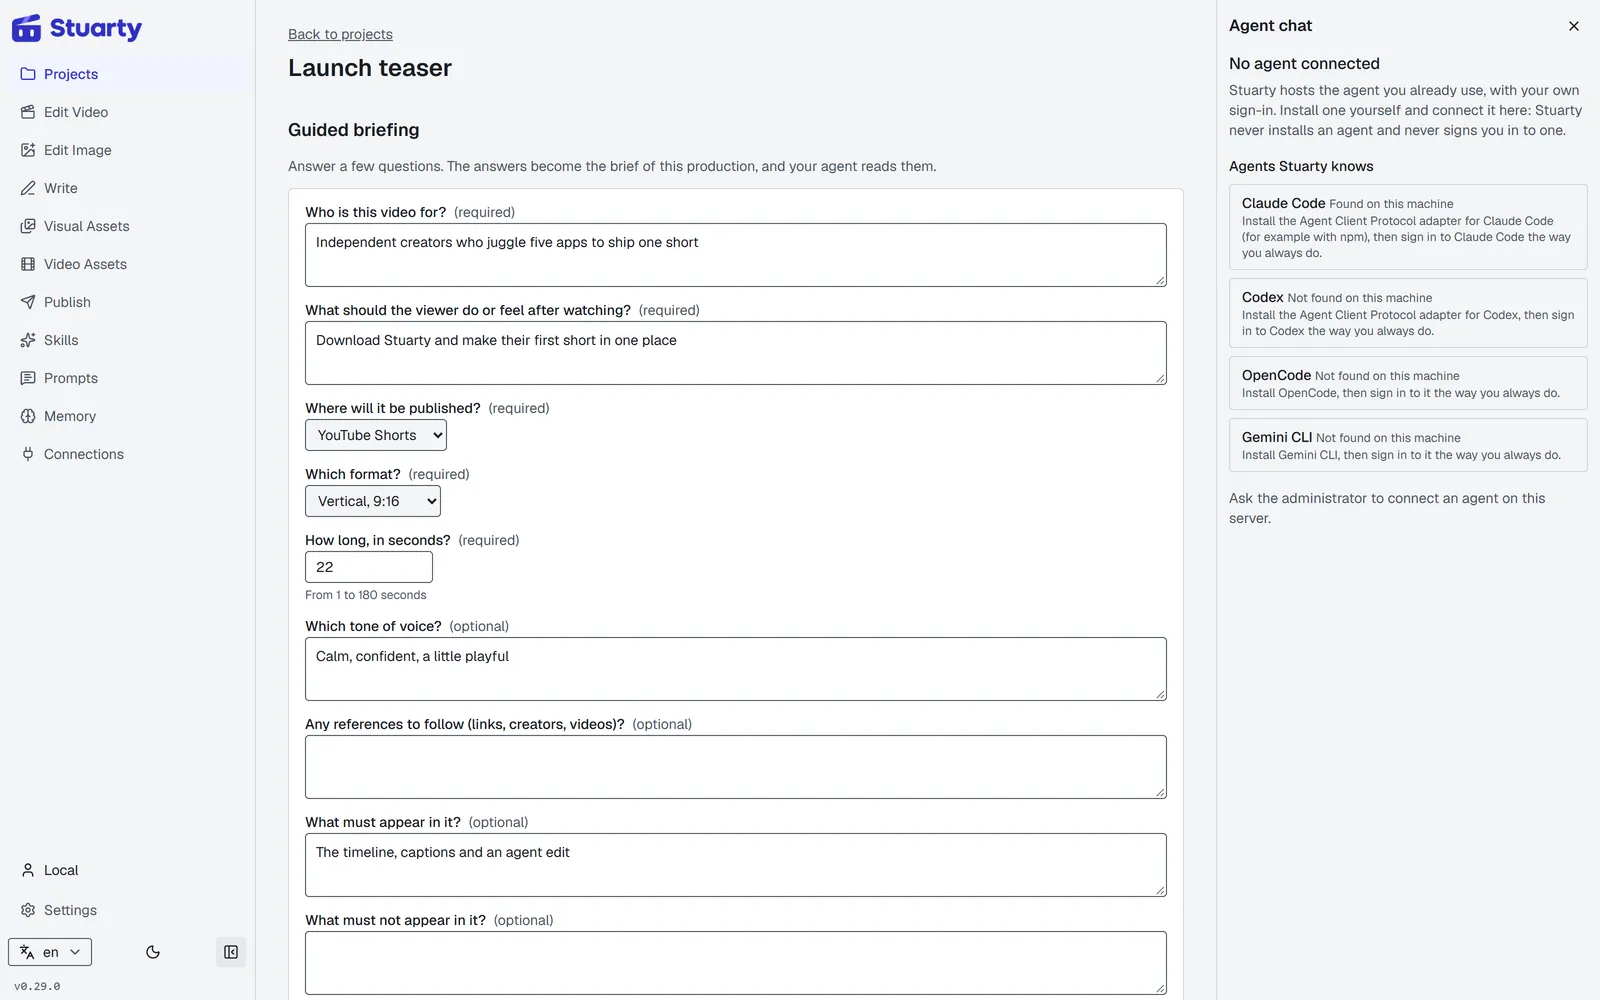 Stuarty
Projects
Edit Video
Edit Image
Write
Visual Assets
Video Assets
Publish
Skills
Prompts
Memory
Connections
Local
Settings
en
v0.29.0
Back to projects
Launch teaser
Guided briefing
Answer a few questions. The answers become the brief of this production, and your agent reads them.
Who is this video for? (required)
Independent creators who juggle five apps to ship one short
What should the viewer do or feel after watching? (required)
Download Stuarty and make their first short in one place
Where will it be published? (required)
YouTube Shorts
Which format? (required)
Vertical, 9:16
How long, in seconds? (required)
22
From 1 to 180 seconds
Which tone of voice? (optional)
Calm, confident, a little playful
Any references to follow (links, creators, videos)? (optional)
What must appear in it? (optional)
The timeline, captions and an agent edit
What must not appear in it? (optional)
Agent chat
No agent connected
Stuarty hosts the agent you already use, with your own
sign-in. Install one yourself and connect it here: Stuarty
never installs an agent and never signs you in to one.
Agents Stuarty knows
Claude Code Found on this machine
Install the Agent Client Protocol adapter for Claude Code
(for example with npm), then sign in to Claude Code the way
you always do.
Codex Not found on this machine
Install the Agent Client Protocol adapter for Codex, then sign
in to Codex the way you always do.
OpenCode Not found on this machine
Install OpenCode, then sign in to it the way you always do.
Gemini CLI Not found on this machine
Install Gemini CLI, then sign in to it the way you always do.
Ask the administrator to connect an agent on this
server.